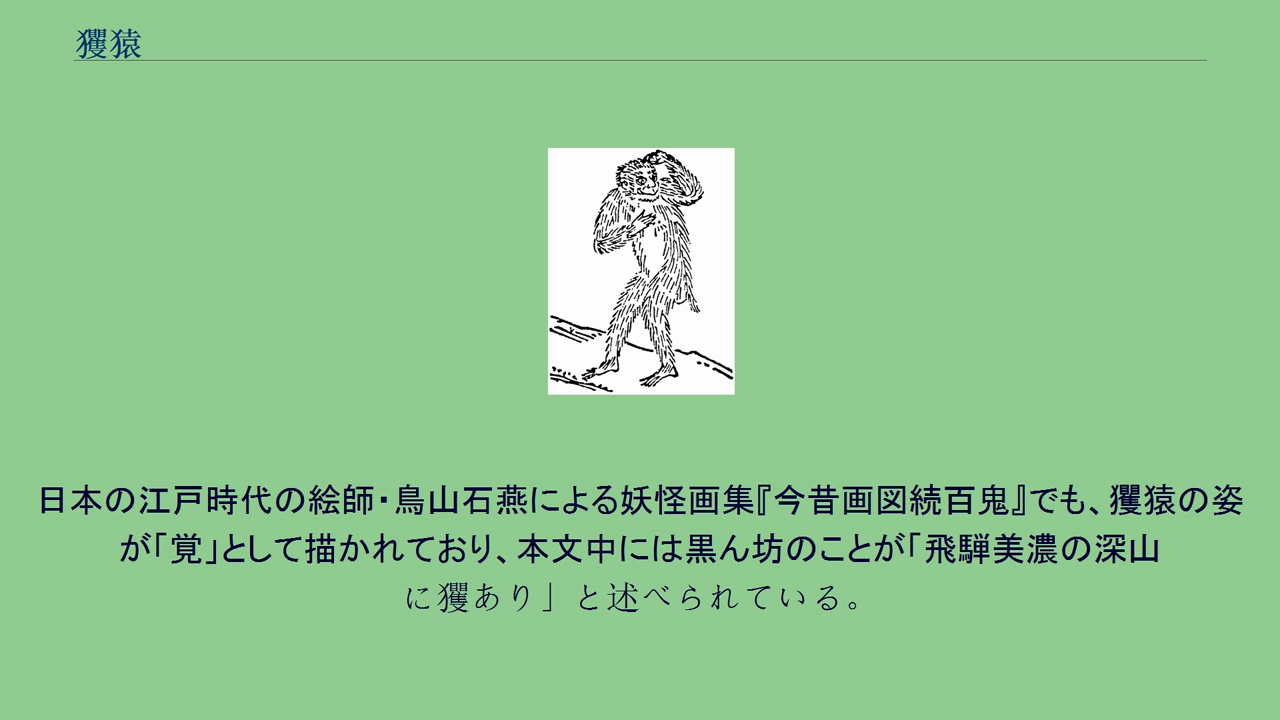 玃猿
日本の江戸時代の絵師・鳥山石燕による妖怪画集『今昔画図続百鬼』でも、玃猿の姿
が「覚」として描かれており、本文中には黒ん坊のことが「飛騨美濃の深山
に玃あり」と述べられている。